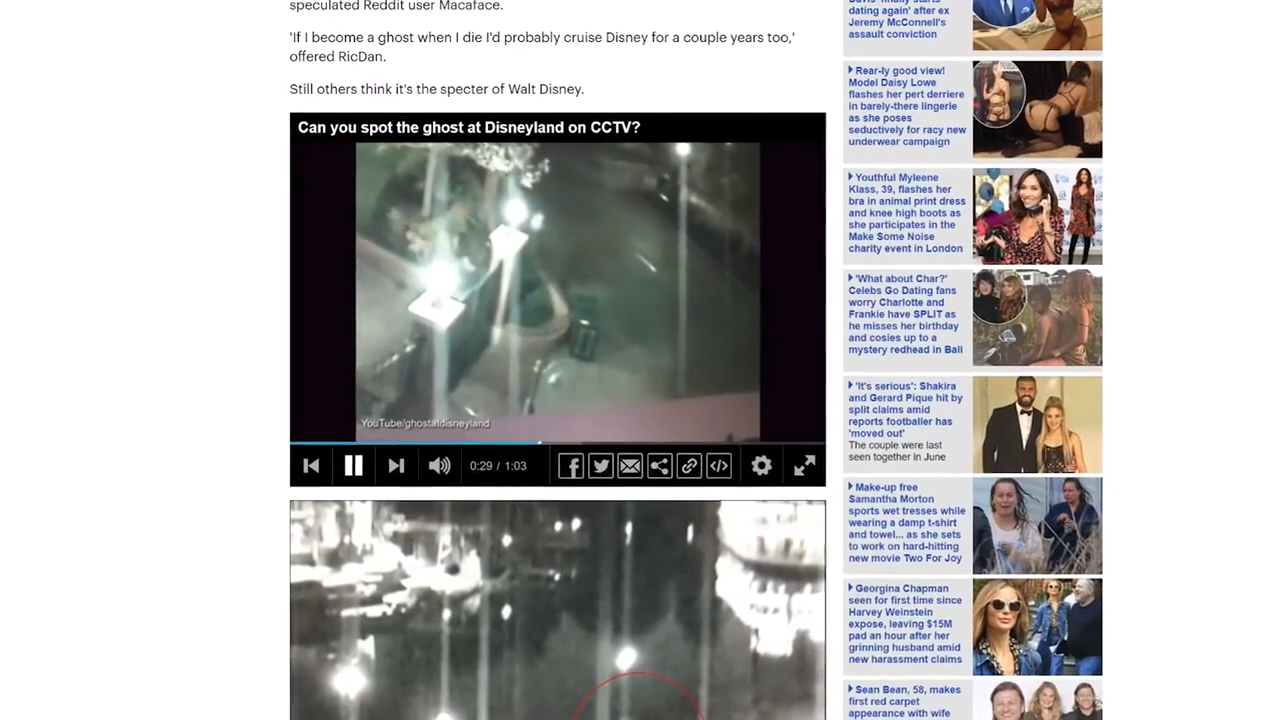 speculated Reddit user Macaface.
'If I become a ghost when I die I'd probably cruise Disney for a couple years too,'
offered RicDan.
Still others think it's the specter of Walt Disney.
Can you spot the ghost at Disneyland on CCTV?
YouTube/ghostatdisneyland
0:29 / 1:03
dating again' after ex
Jeremy McConnell's
assault conviction
Rear-ly good view!
Model Daisy Lowe
flashes her pert derriere
in barely-there lingerie
as she poses
seductively for racy new
underwear campaign
Youthful Myleene
Klass, 39, flashes her
bra in animal print dress
and knee high boots as
she participates in the
Make Some Noise
charity event in London
'What about Char?'
Celebs Go Dating fans
worry Charlotte and
Frankie have SPLIT as
he misses her birthday
and cosies up to a
mystery redhead in Bali
'It's serious': Shakira
and Gerard Pique hit by
split claims amid
reports footballer has
'moved out'
The couple were last
seen together in June
Make-up free
Samantha Morton
sports wet tresses while
wearing a damp t-shirt
and towel... as she sets
to work on hard-hitting
new movie Two For Joy
Georgina Chapman
seen for first time since
Harvey Weinstein
expose, leaving $15M
pad an hour after her
grinning husband amid
new harassment claims
Sean Bean, 58, makes
first red carpet
appearance with wife